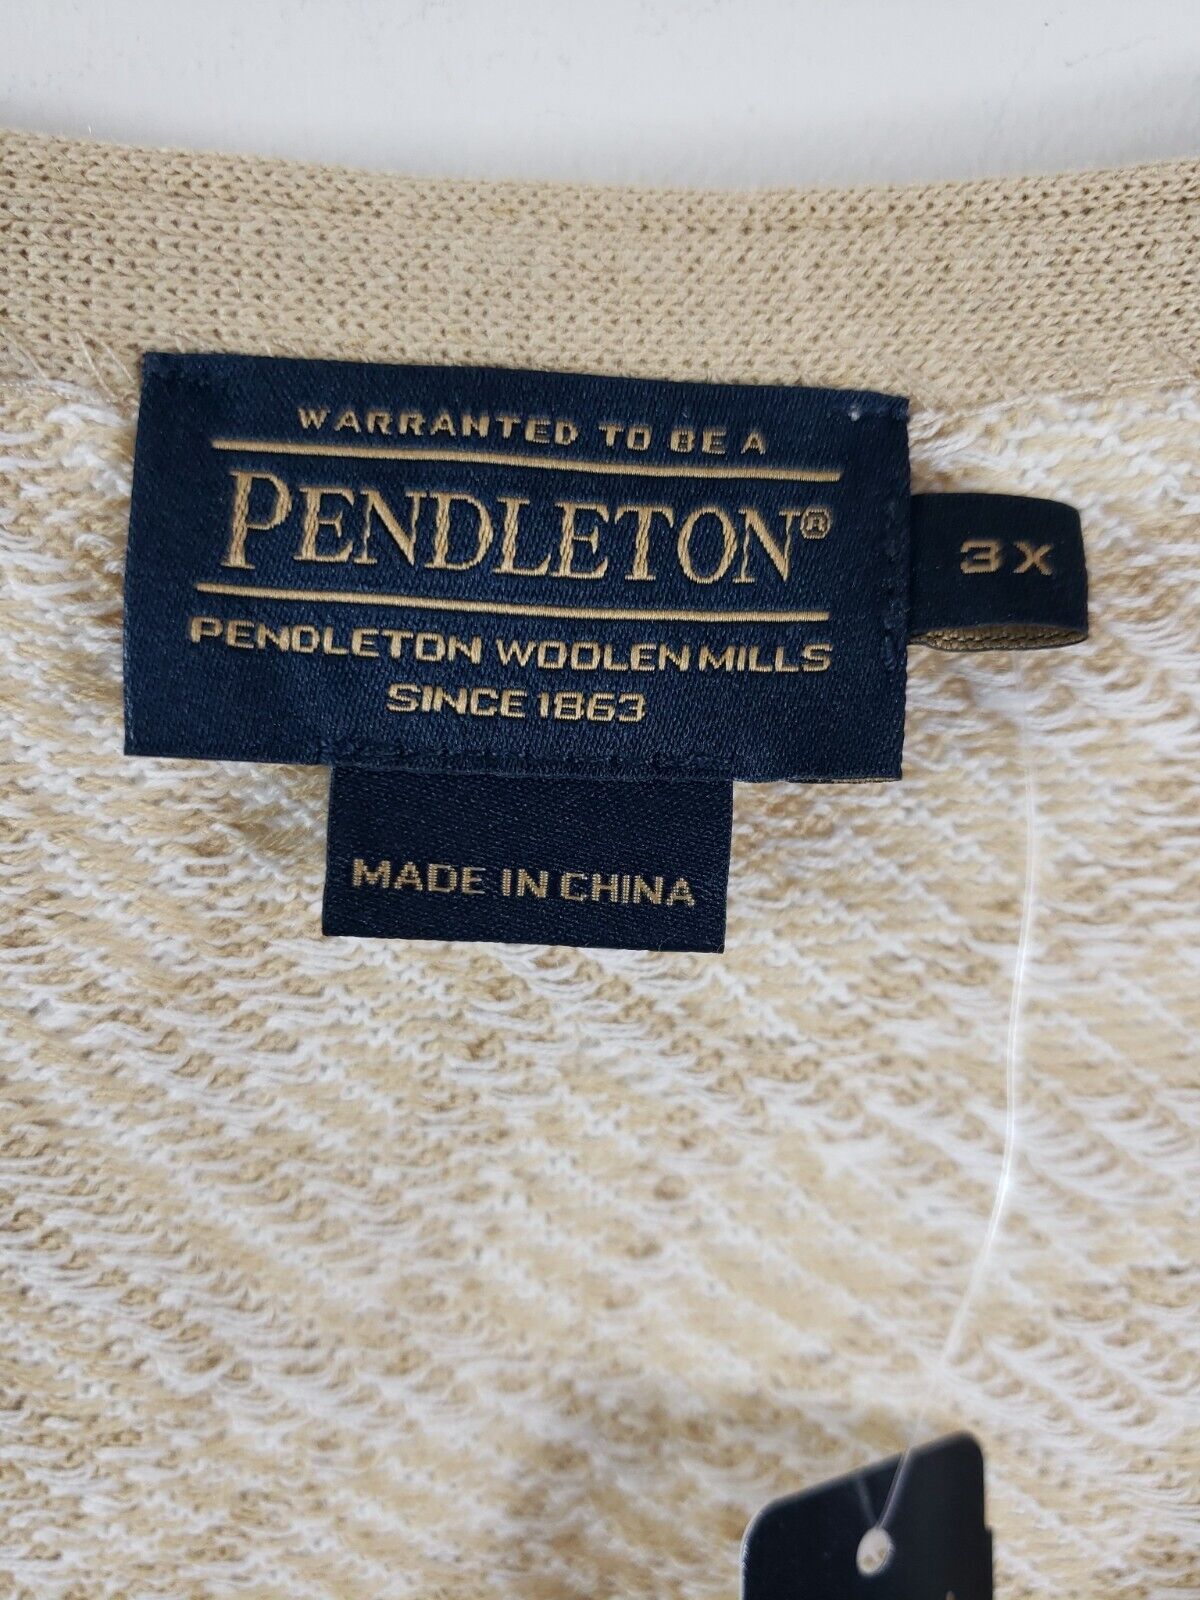 WARRANTED TO BE A
PENDLETON®
PENDLETON WOOLEN MILLS
SINCE 1863
3X
MADE IN CHINA